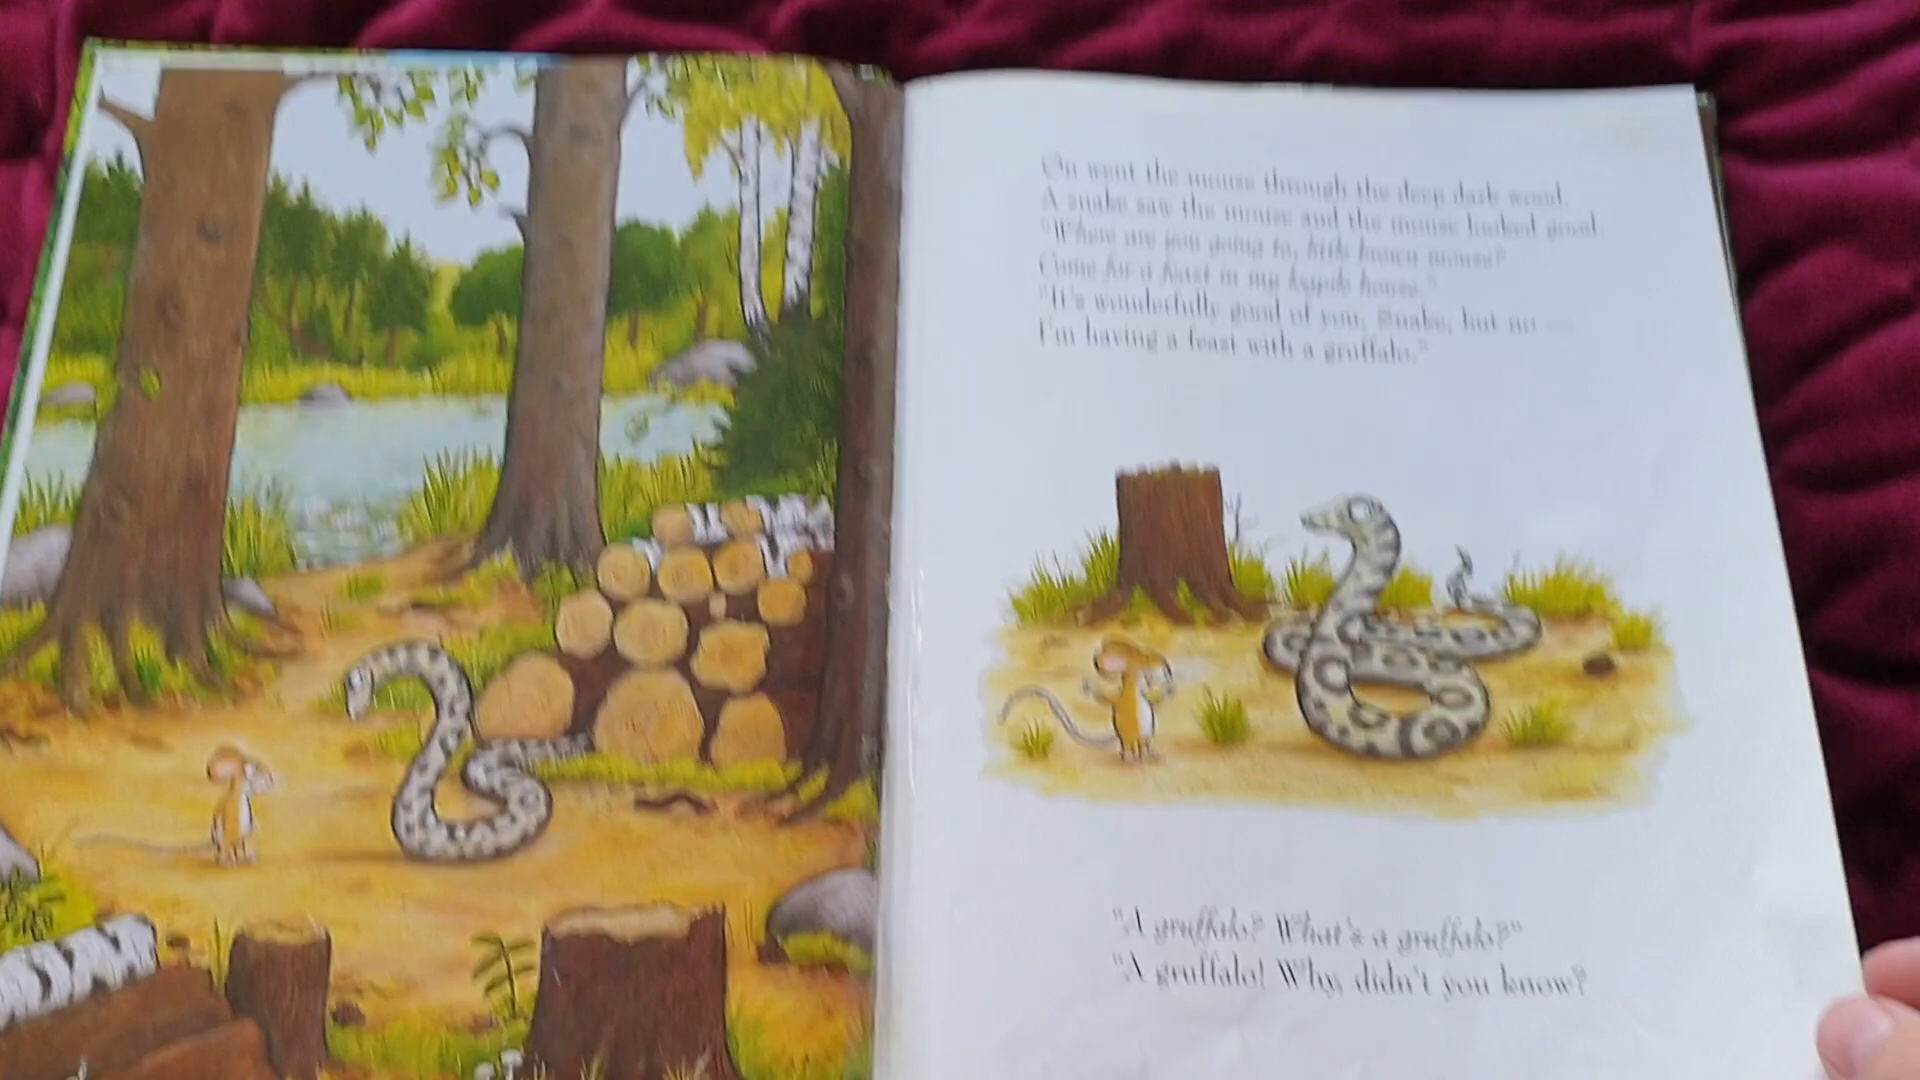 On went the mouse through the deep dark wood.
A snake saw the mouse and the mouse looked good.
"Where are you going to, little brown mouse?
Come for a feast in my logpile house."
"It's wonderfully good of you, Snake, but no —
I'm having a feast with a gruffalo."
"A gruffalo? What's a gruffalo?"
"A gruffalo! Why, didn't you know?